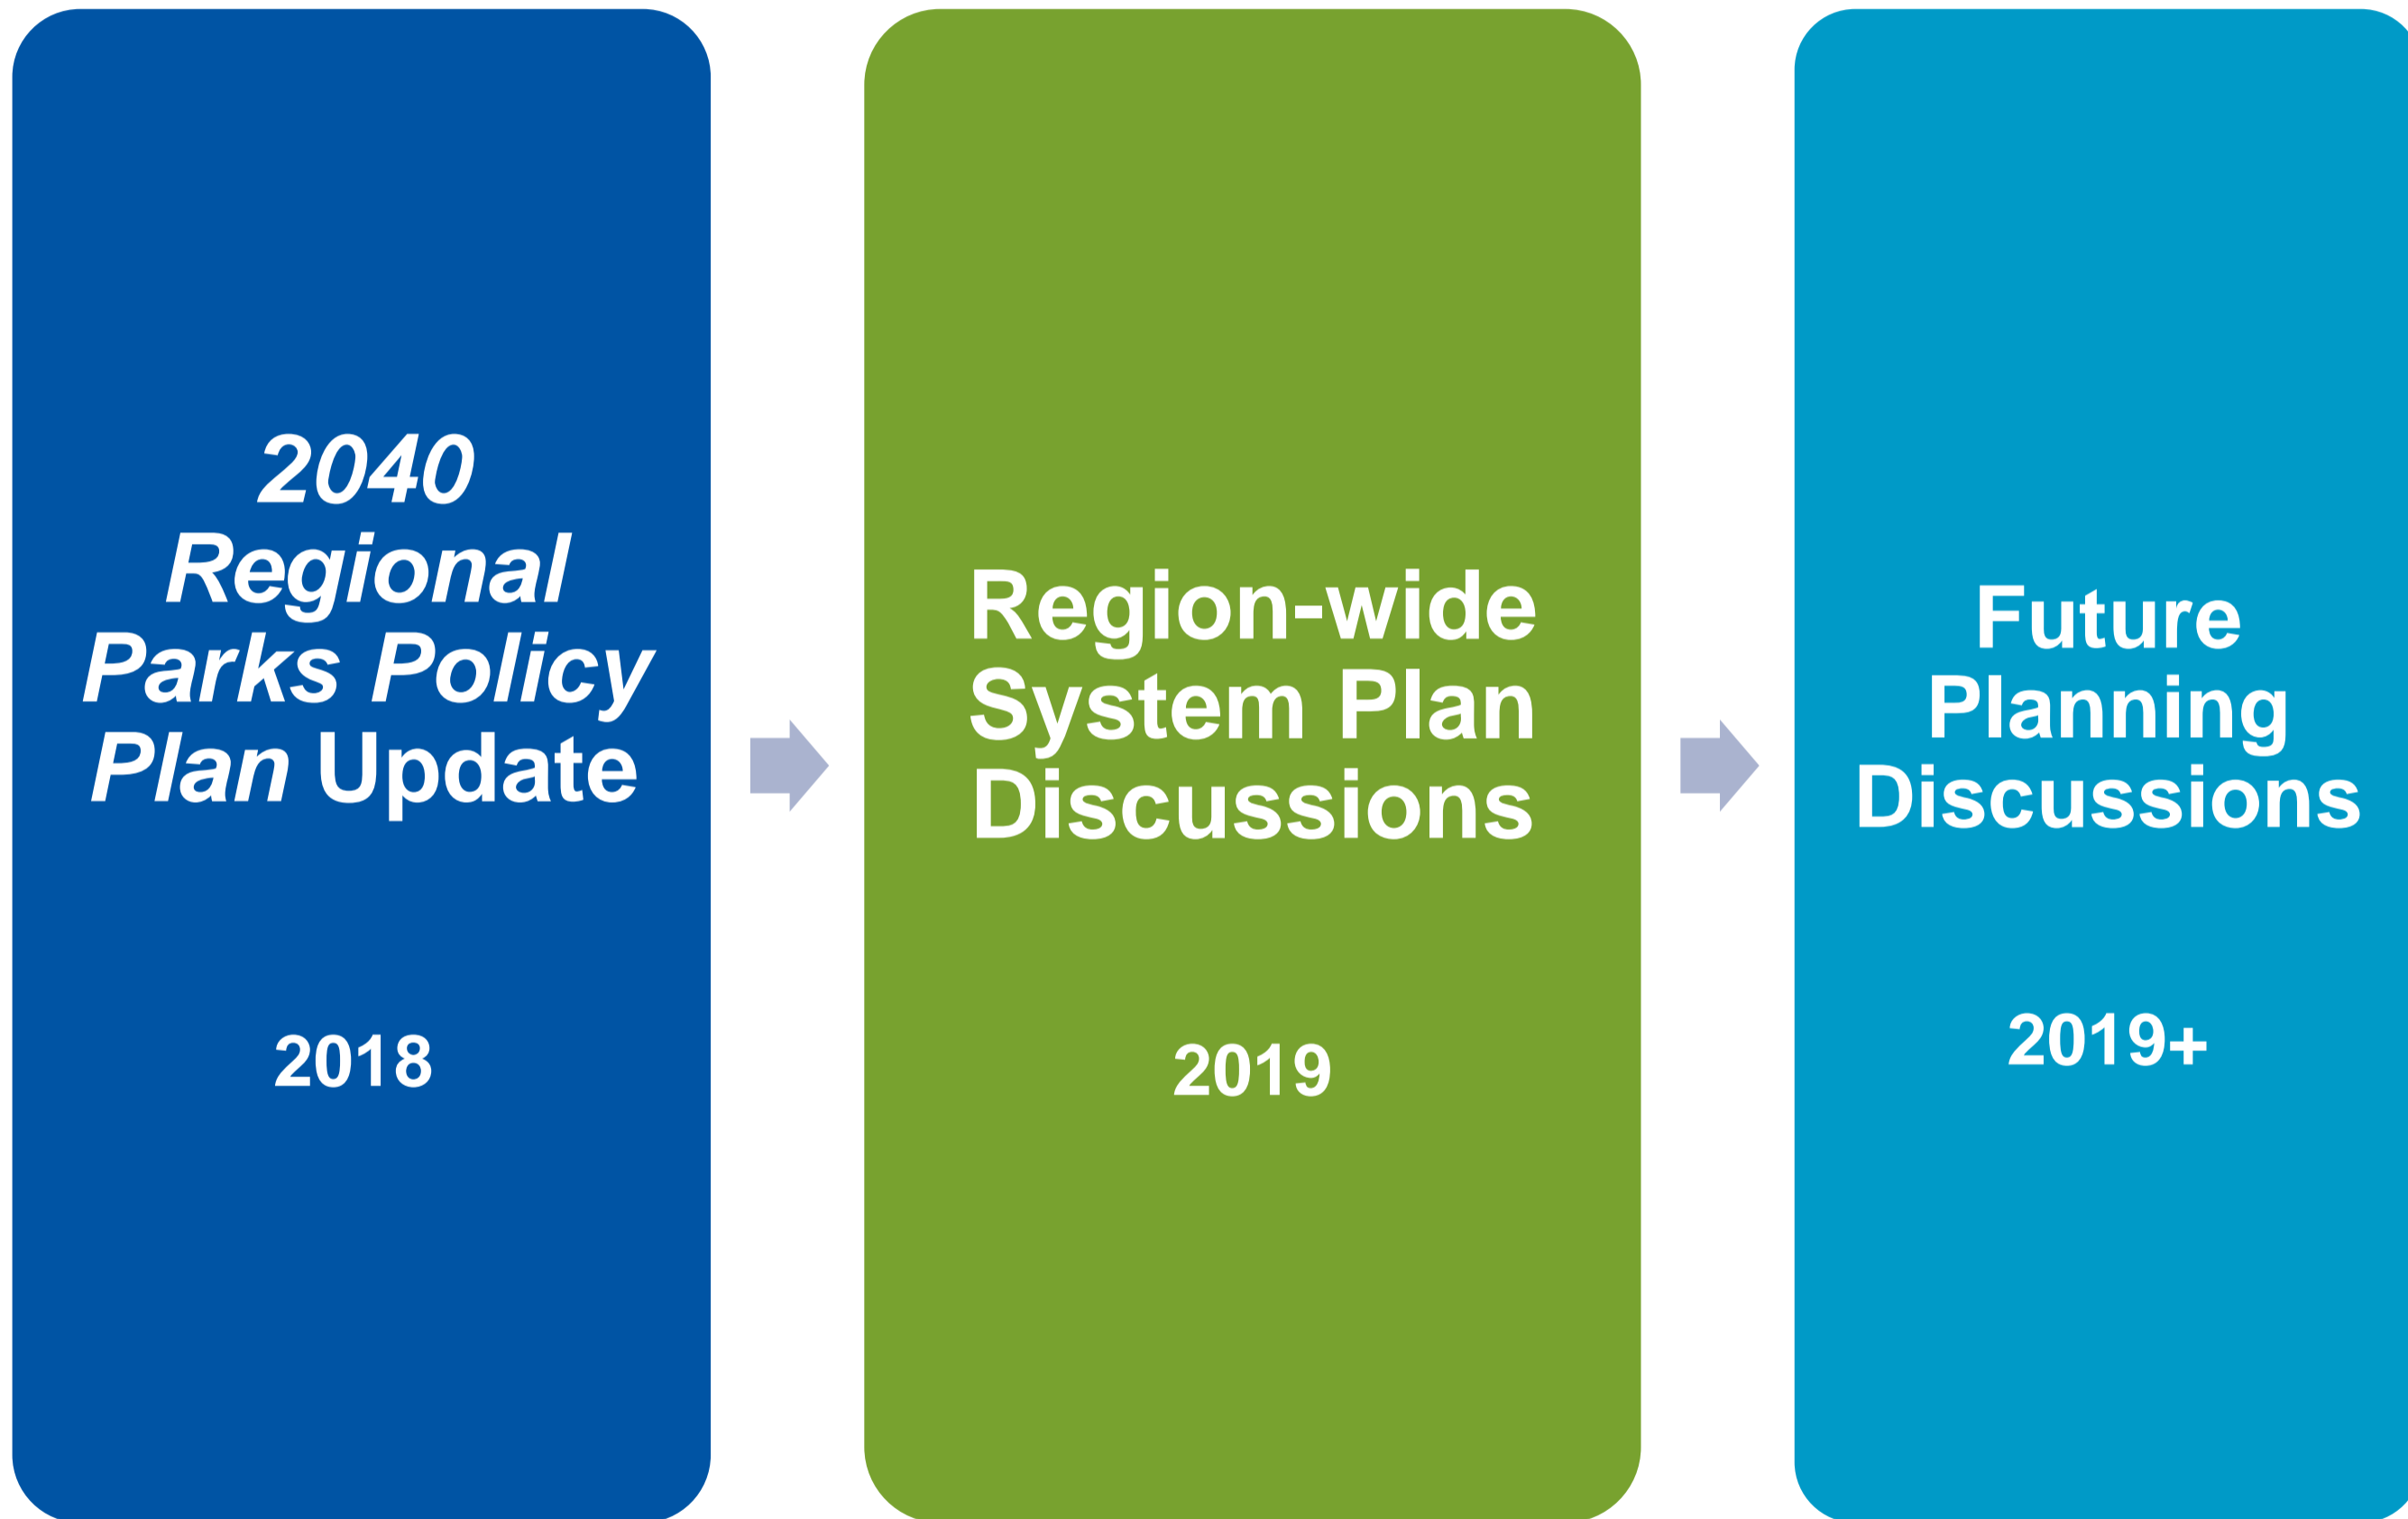 2040
Regional
Parks Policy
Plan Update
2018
Region-wide
System Plan
Discussions
2019
Future
Planning
Discussions
2019+